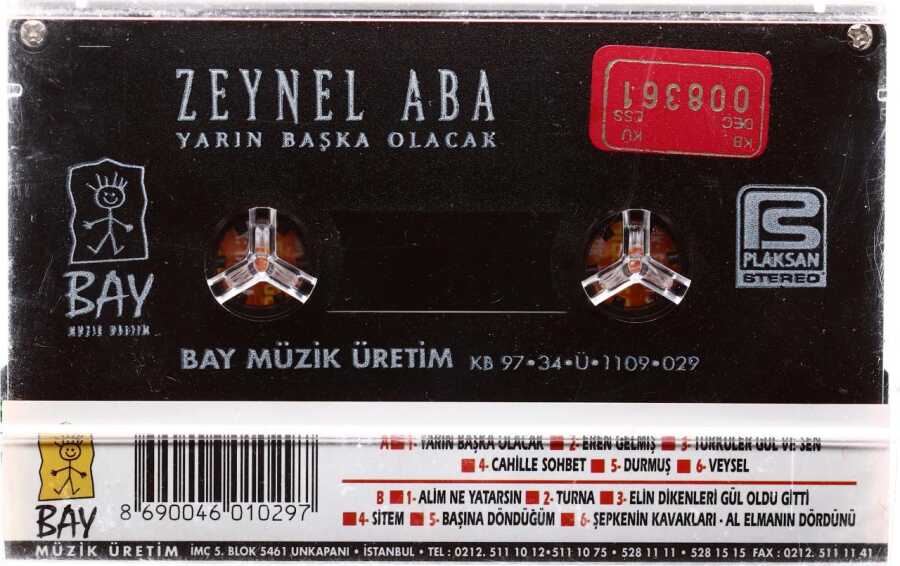 ZEYNEL ABA
YARIN BAŞKA OLACAK
008361
KB DEC
KÜ ÇSS
BAY
MÜZİK ÜRETİM
PLAKSAN
STEREO
BAY MÜZİK ÜRETİM KB 97•34•Ü•1109•029
A 1- YARIN BAŞKA OLACAK 2- EREN GELMİŞ 3- TÜRKÜLER GÜL VE SEN
4- CAHİLLE SOHBET 5- DURMUŞ 6- VEYSEL
B 1- ALİM NE YATARSIN 2- TURNA 3- ELİN DİKENLERİ GÜL OLDU GİTTİ
4- SİTEM 5- BAŞINA DÖNDÜĞÜM 6- ŞEPKENİN KAVAKLARI - AL ELMANIN DÖRDÜNÜ
8 690046 010297
BAY
MÜZİK ÜRETİM İMÇ 5. BLOK 5461 UNKAPANI • İSTANBUL • TEL : 0212. 511 10 12•511 10 75 • 528 11 11 • 528 15 15 FAX : 0212. 511 11 41